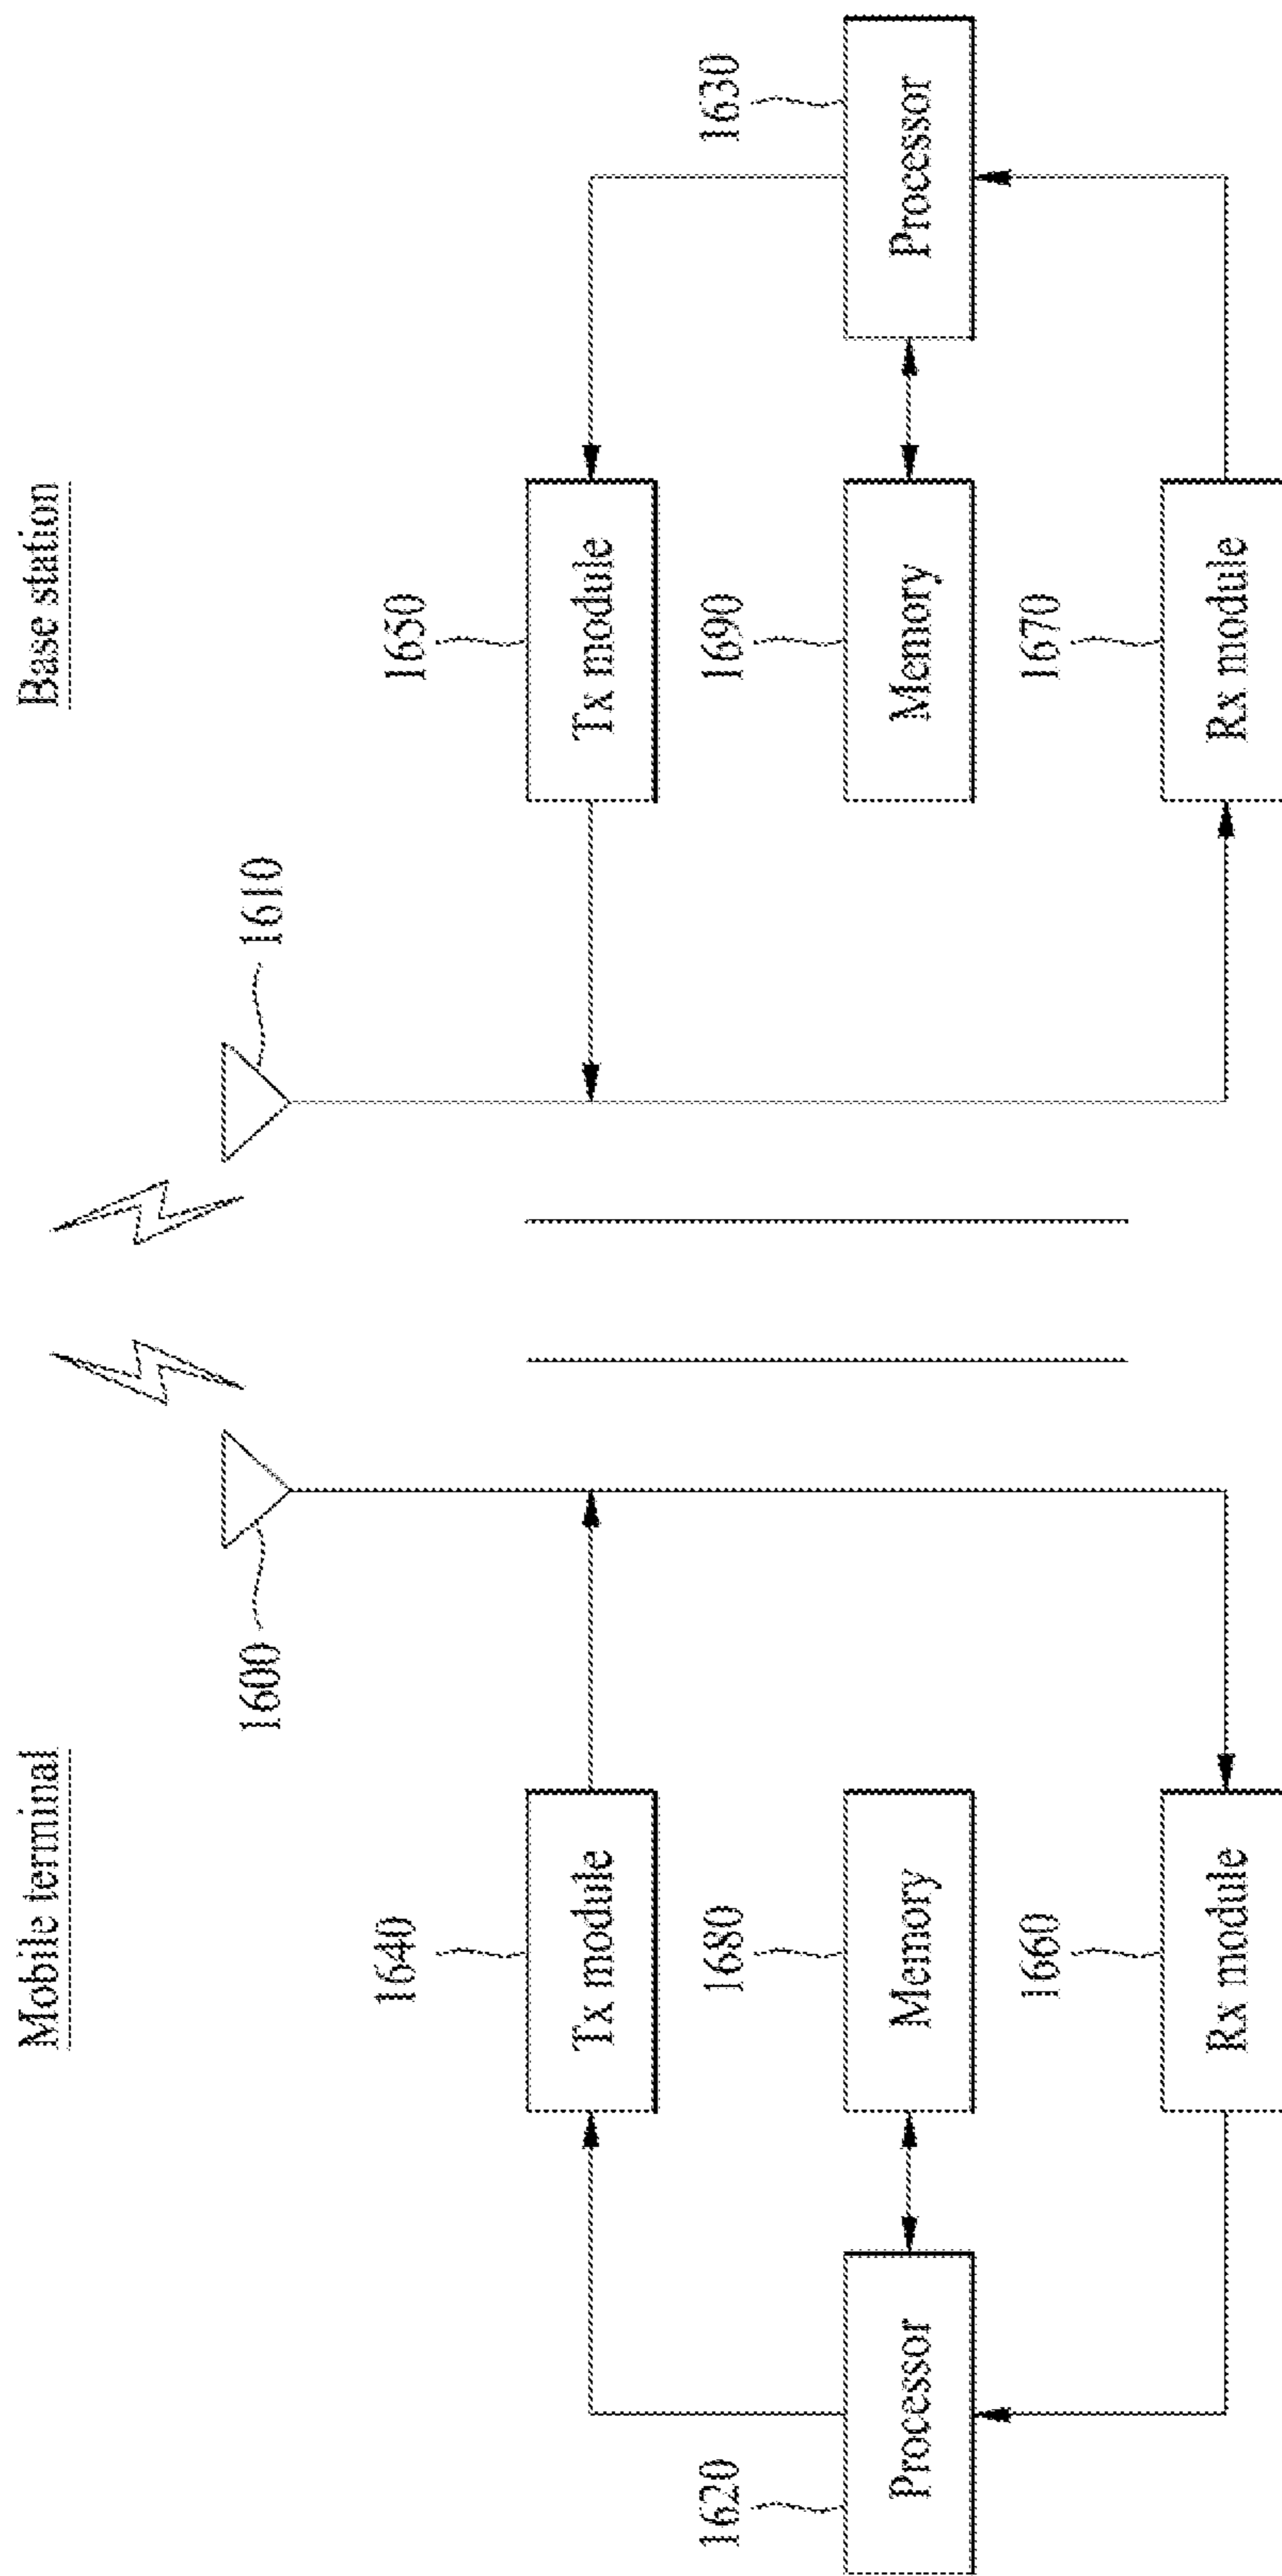 Mobile terminal
Base station
1600
1610
1640
Tx module
1650
Tx module
1620
Processor
1680
Memory
1690
Memory
1630
Processor
1660
Rx module
1670
Rx module